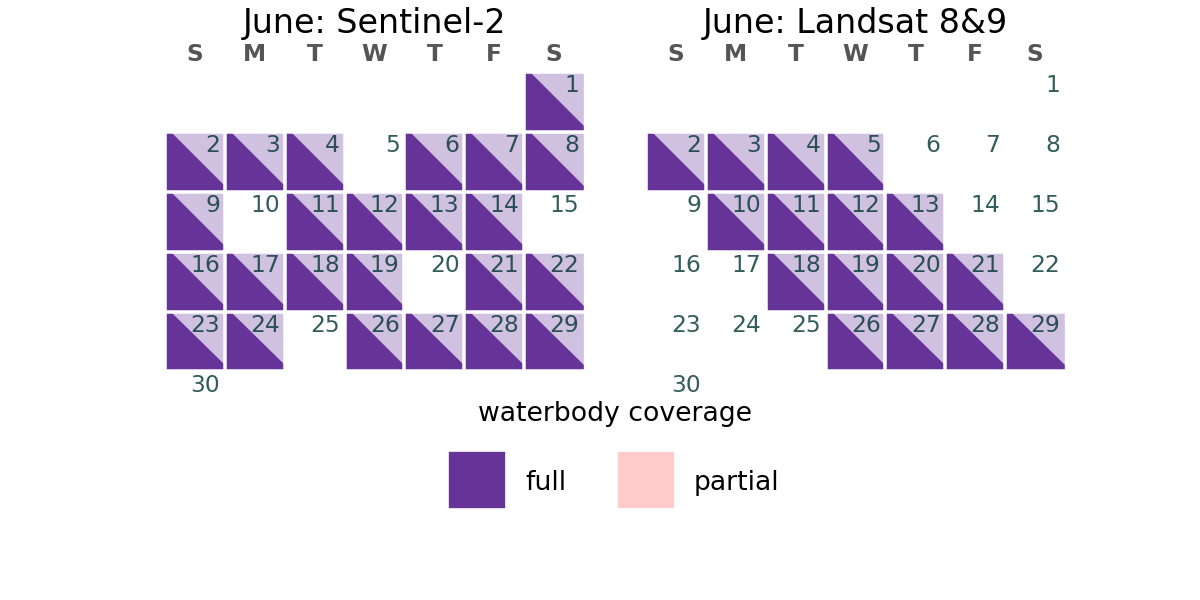 June: Sentinel-2
S M T W T F S
1
2 3 4 5 6 7 8
9 10 11 12 13 14 15
16 17 18 19 20 21 22
23 24 25 26 27 28 29
30
June: Landsat 8&9
S M T W T F S
1
2 3 4 5 6 7 8
9 10 11 12 13 14 15
16 17 18 19 20 21 22
23 24 25 26 27 28 29
30
waterbody coverage
full partial